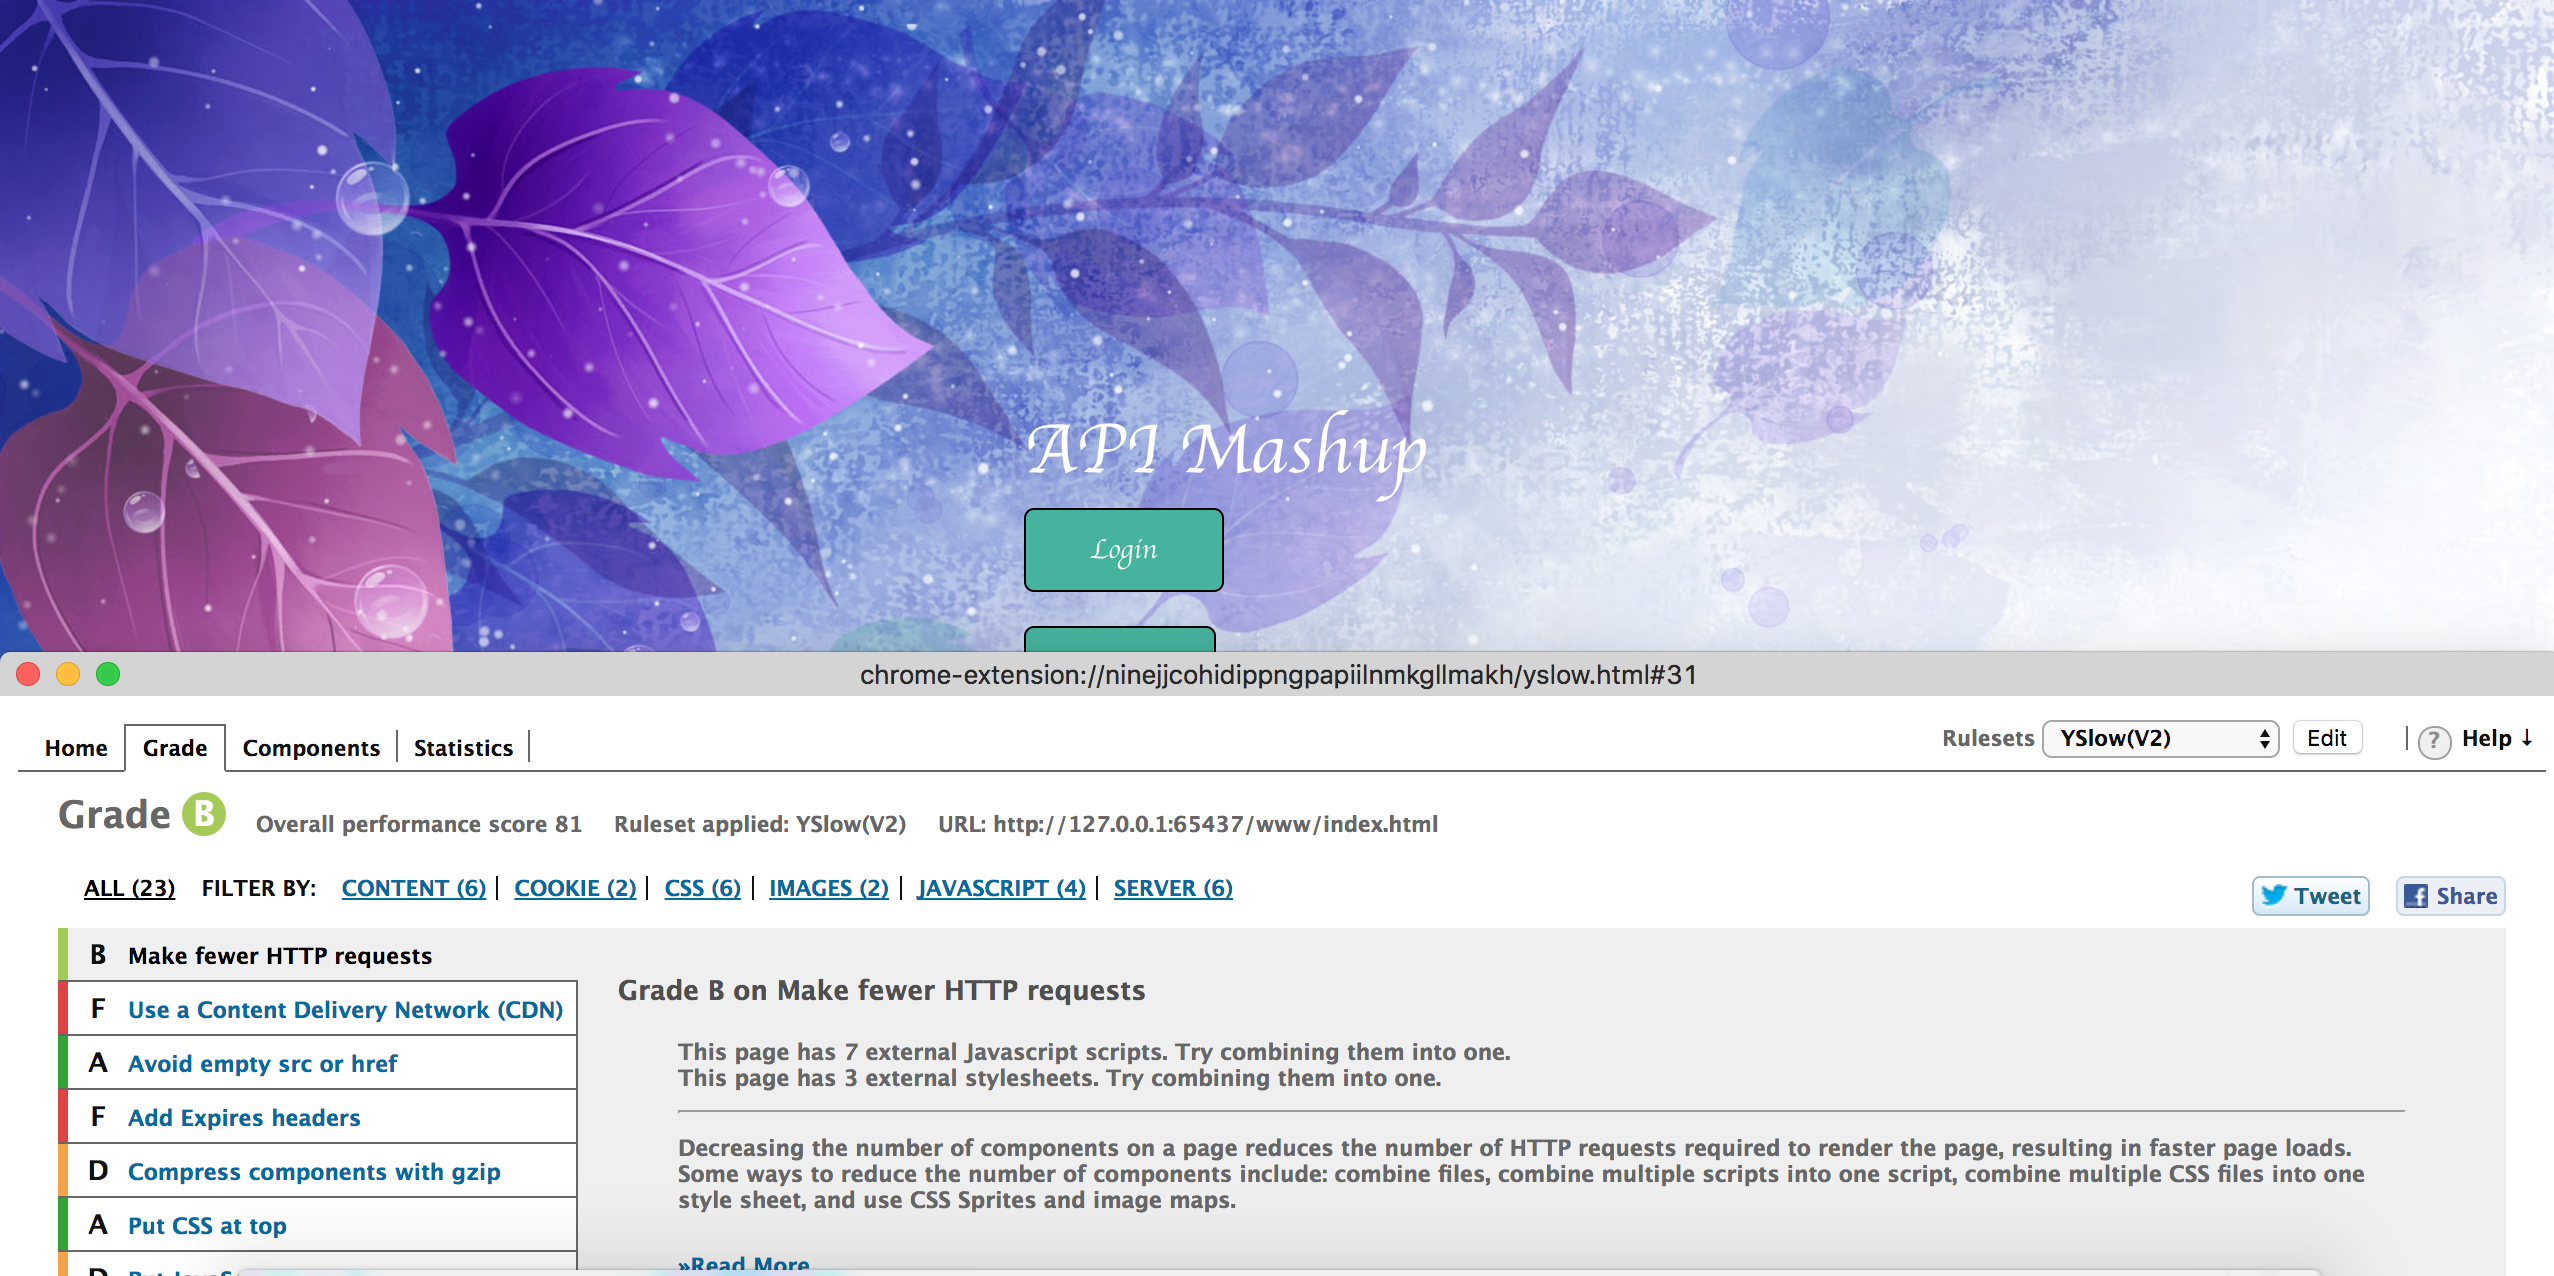 API Mashup
Login
chrome-extension://ninejjcohidippngpapiilnmkgllmakh/yslow.html#31
Home Grade Components Statistics Rulesets YSlow(V2) Edit ? Help ↓
Grade B Overall performance score 81 Ruleset applied: YSlow(V2) URL: http://127.0.0.1:65437/www/index.html
ALL (23) FILTER BY: CONTENT (6) COOKIE (2) CSS (6) IMAGES (2) JAVASCRIPT (4) SERVER (6)
Tweet Share
B Make fewer HTTP requests
F Use a Content Delivery Network (CDN)
A Avoid empty src or href
F Add Expires headers
D Compress components with gzip
A Put CSS at top
Grade B on Make fewer HTTP requests
This page has 7 external Javascript scripts. Try combining them into one.
This page has 3 external stylesheets. Try combining them into one.
Decreasing the number of components on a page reduces the number of HTTP requests required to render the page, resulting in faster page loads.
Some ways to reduce the number of components include: combine files, combine multiple scripts into one script, combine multiple CSS files into one
style sheet, and use CSS Sprites and image maps.
»Read More